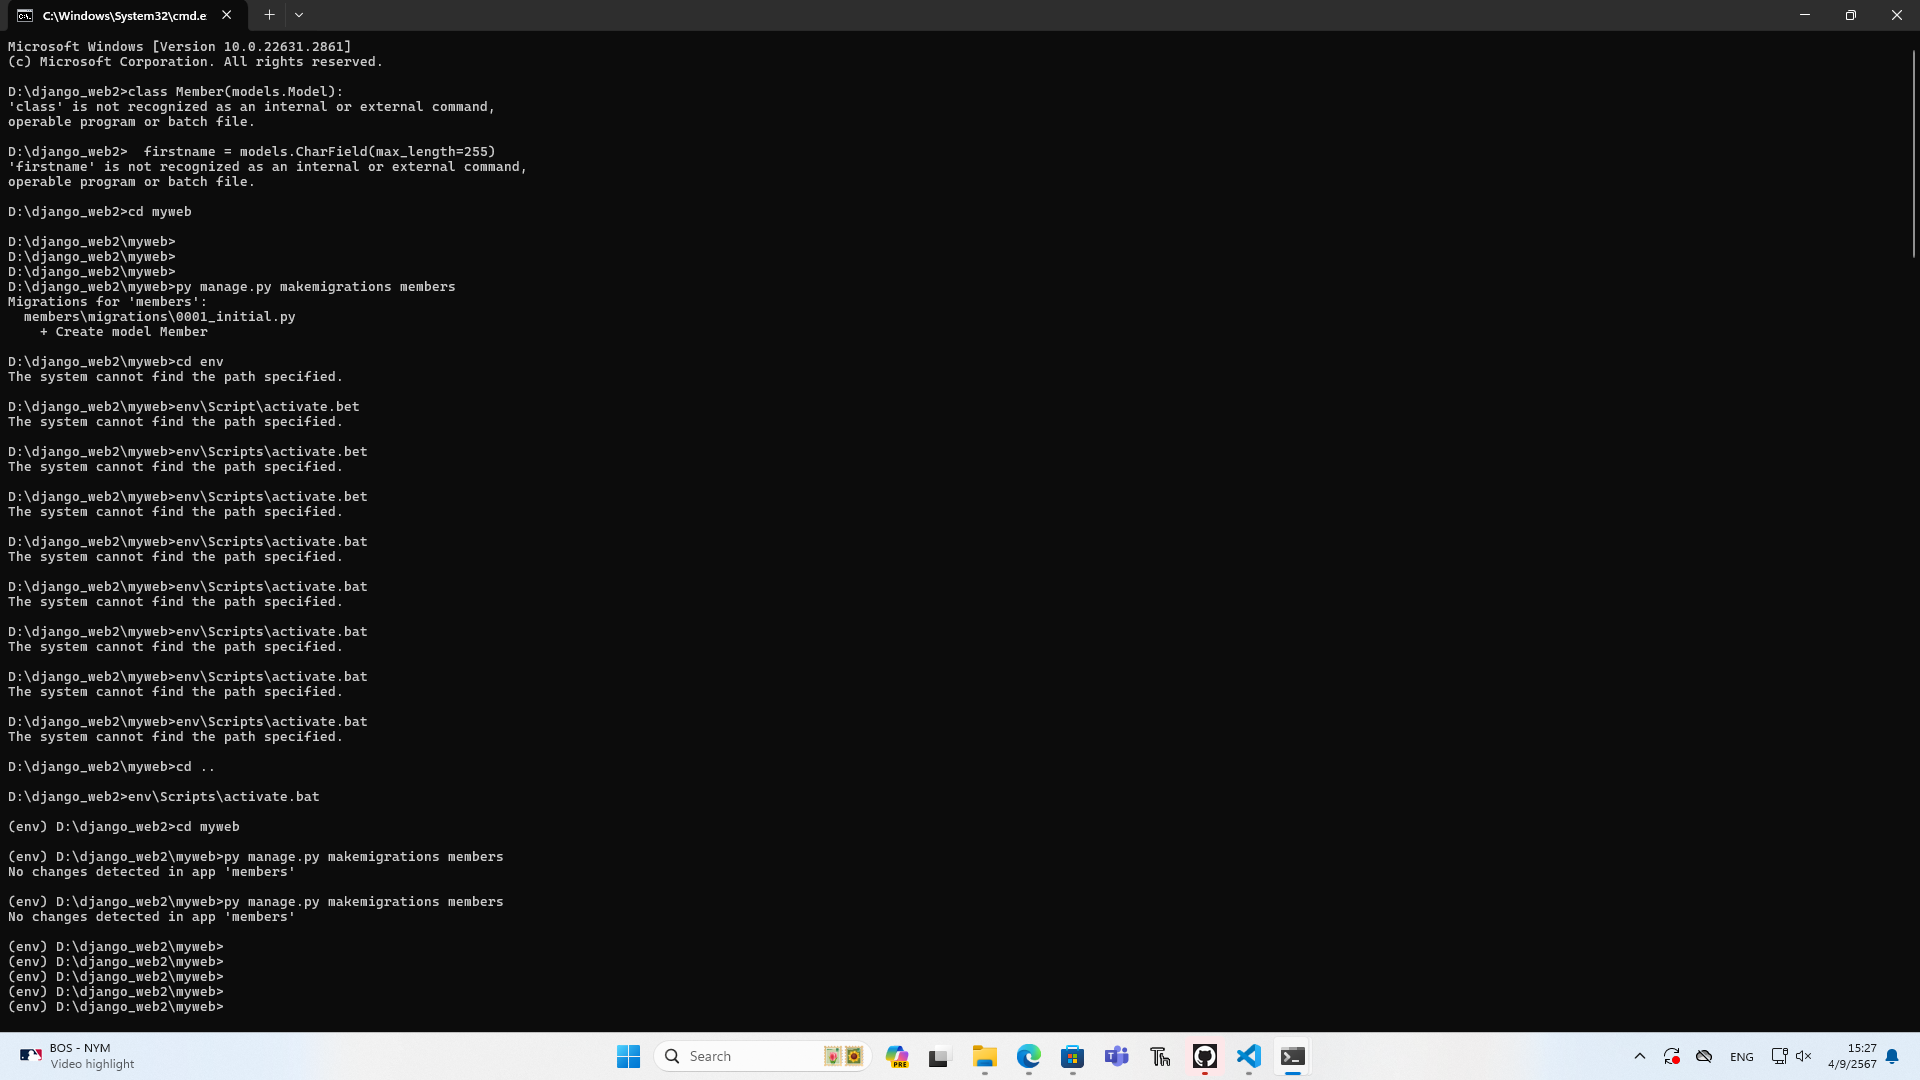 C:\Windows\System32\cmd.e
Microsoft Windows [Version 10.0.22631.2861]
(c) Microsoft Corporation. All rights reserved.
D:\django_web2>class Member(models.Model):
'class' is not recognized as an internal or external command,
operable program or batch file.
D:\django_web2>  firstname = models.CharField(max_length=255)
'firstname' is not recognized as an internal or external command,
operable program or batch file.
D:\django_web2>cd myweb
D:\django_web2\myweb>
D:\django_web2\myweb>
D:\django_web2\myweb>
D:\django_web2\myweb>py manage.py makemigrations members
Migrations for 'members':
  members\migrations\0001_initial.py
    + Create model Member
D:\django_web2\myweb>cd env
The system cannot find the path specified.
D:\django_web2\myweb>env\Script\activate.bet
The system cannot find the path specified.
D:\django_web2\myweb>env\Scripts\activate.bet
The system cannot find the path specified.
D:\django_web2\myweb>env\Scripts\activate.bet
The system cannot find the path specified.
D:\django_web2\myweb>env\Scripts\activate.bat
The system cannot find the path specified.
D:\django_web2\myweb>env\Scripts\activate.bat
The system cannot find the path specified.
D:\django_web2\myweb>env\Scripts\activate.bat
The system cannot find the path specified.
D:\django_web2\myweb>env\Scripts\activate.bat
The system cannot find the path specified.
D:\django_web2\myweb>env\Scripts\activate.bat
The system cannot find the path specified.
D:\django_web2\myweb>cd ..
D:\django_web2>env\Scripts\activate.bat
(env) D:\django_web2>cd myweb
(env) D:\django_web2\myweb>py manage.py makemigrations members
No changes detected in app 'members'
(env) D:\django_web2\myweb>py manage.py makemigrations members
No changes detected in app 'members'
(env) D:\django_web2\myweb>
(env) D:\django_web2\myweb>
(env) D:\django_web2\myweb>
(env) D:\django_web2\myweb>
(env) D:\django_web2\myweb>
BOS - NYM
Video highlight
Search
PRE
ENG
15:27
4/9/2567